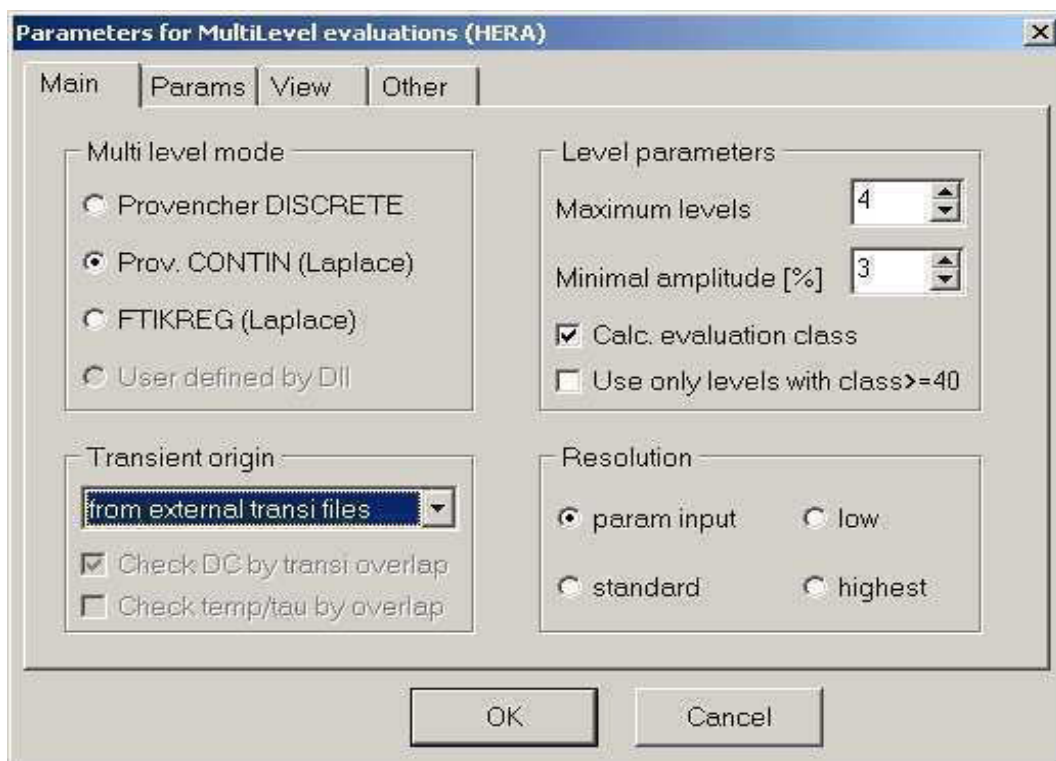 Parameters for MultiLevel evaluations (HERA)
Main Params View Other
Multi level mode
Provencher DISCRETE
Prov. CONTIN (Laplace)
FTIKREG (Laplace)
User defined by Dll
Level parameters
Maximum levels 4
Minimal amplitude [%] 3
Calc. evaluation class
Use only levels with class>=40
Transient origin
from external transi files
Check DC by transi overlap
Check temp/tau by overlap
Resolution
param input low
standard highest
OK Cancel